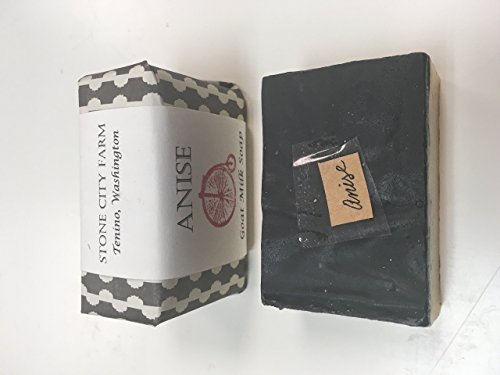 STONE CITY FARM
Tenino, Washington
ANISE
Goat Milk Soap
anise